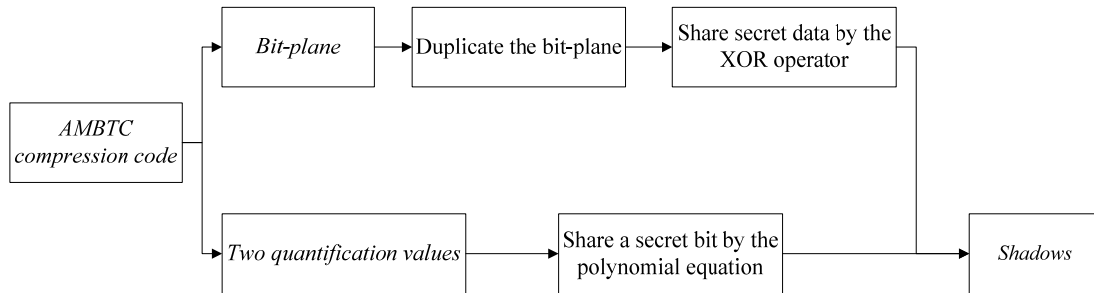 Bit-plane
Duplicate the bit-plane
Share secret data by the
XOR operator
AMBTC
compression code
Two quantification values
Share a secret bit by the
polynomial equation
Shadows